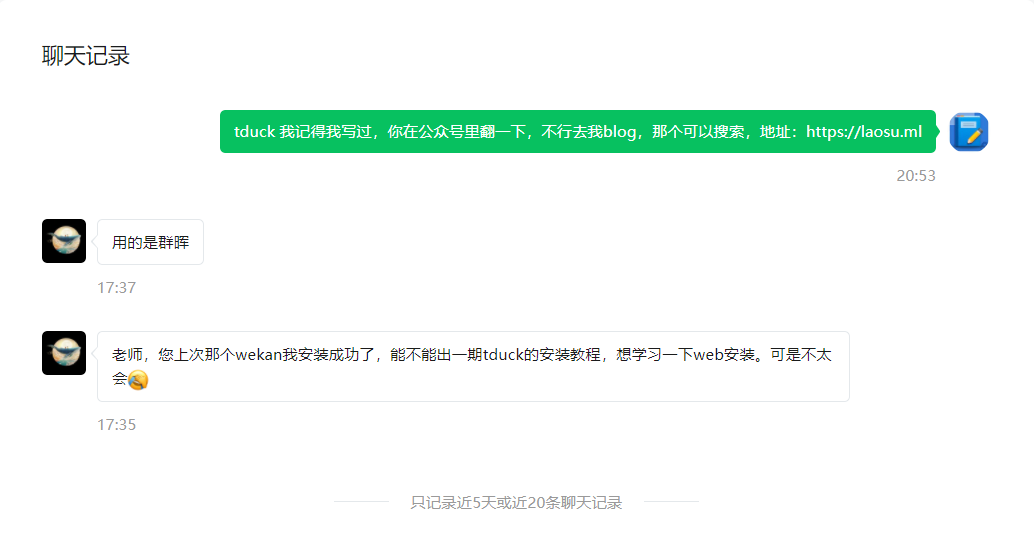 聊天记录
tduck 我记得我写过，你在公众号里翻一下，不行去我blog，那个可以搜索，地址：https://laosu.ml
20:53
用的是群晖
17:37
老师，您上次那个wekan我安装成功了，能不能出一期tduck的安装教程，想学习一下web安装。可是不太
会🤣
17:35
只记录近5天或近20条聊天记录